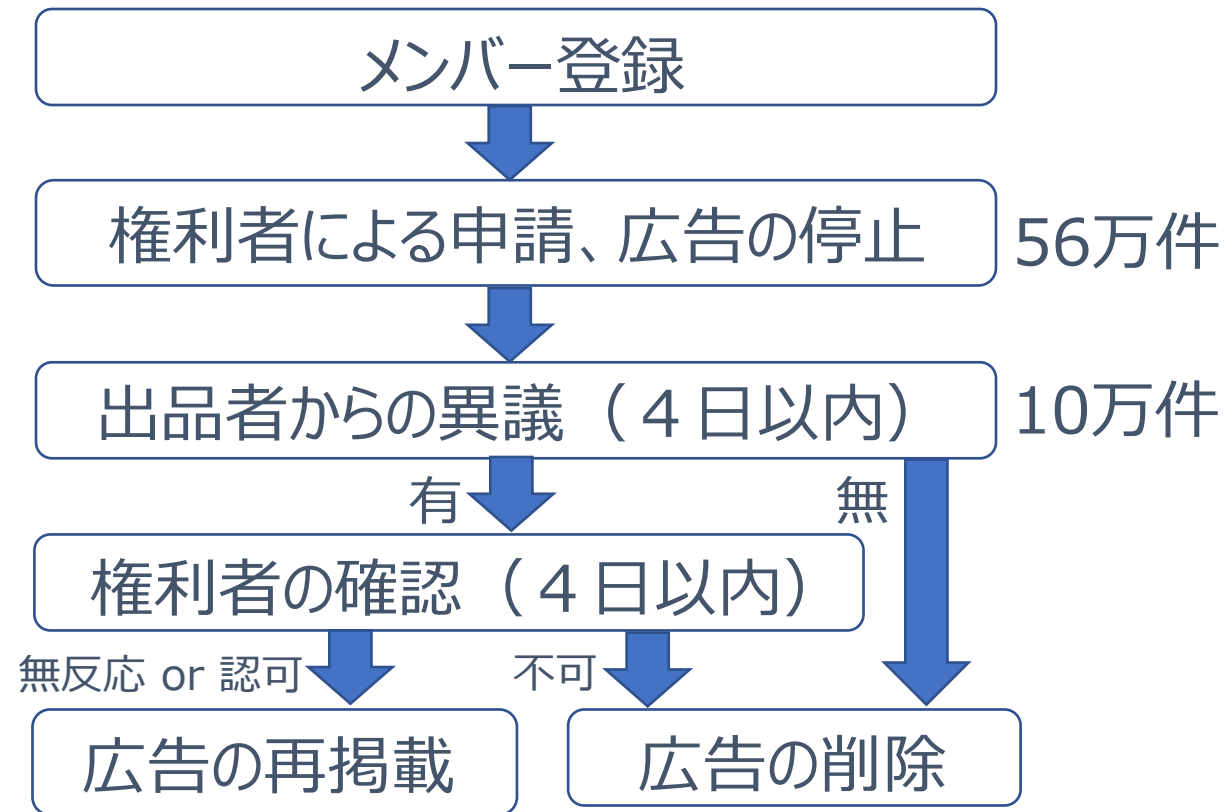 メンバー登録
権利者による申請、広告の停止
56万件
出品者からの異議（４日以内）
10万件
有
無
権利者の確認（４日以内）
無反応 or 認可
不可
広告の再掲載
広告の削除